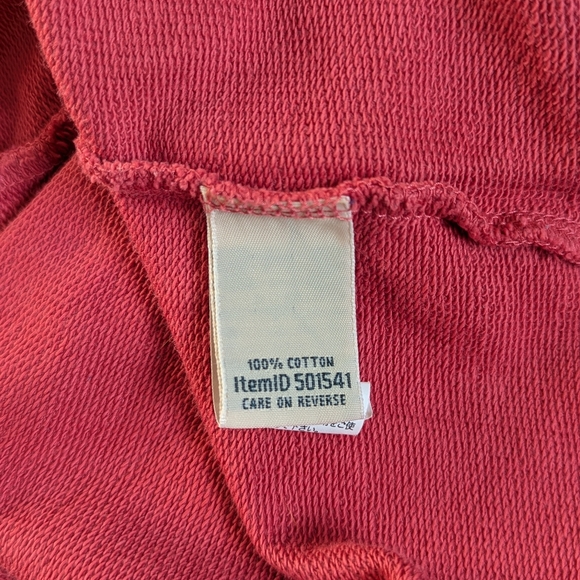 100% COTTON
ItemID 501541
CARE ON REVERSE